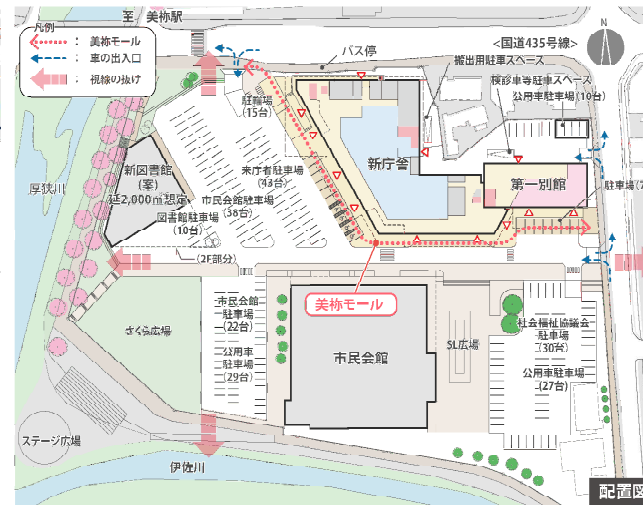 至 美祢駅
凡例
： 美祢モール
： 車の出入口
： 視線の抜け
バス停
<国道435号線>
搬出用駐車スペース
検診車等駐車スペース
公用車駐車場(10台)
N
駐輪場
(15台)
新庁舎
第一別館
来庁者駐車場
(43台)
駐車場(7
新図書館
(案)
延2,000㎡想定
市民会館駐車場
(58台)
図書館駐車場
(10台)
(2F部分)
厚狭川
美祢モール
さくら広場
市民会館
駐車場
(22台)
公用車
駐車場
(29台)
市民会館
SL広場
社会福祉協議会
駐車場
(30台)
公用車駐車場
(27台)
ステージ広場
伊佐川
配置図